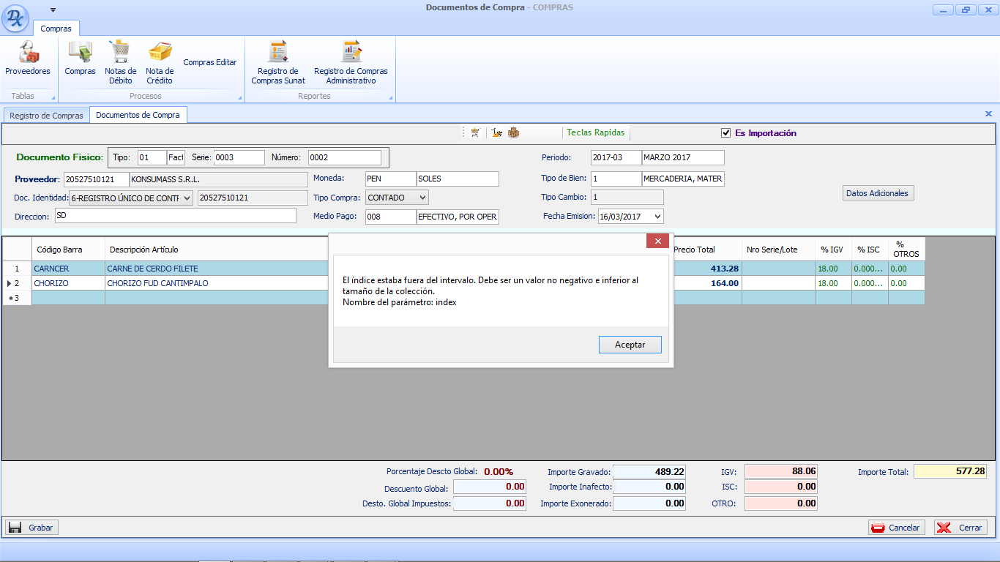 Documentos de Compra - COMPRAS
DX
Compras
Proveedores
Compras
Notas de
Débito
Nota de
Crédito
Compras Editar
Registro de
Compras Sunat
Registro de Compras
Administrativo
Tablas
Procesos
Reportes
Registro de Compras
Documentos de Compra
Teclas Rapidas
Es Importación
Documento Fisico: Tipo: 01 Fact Serie: 0003 Número: 0002
Periodo: 2017-03 MARZO 2017
Proveedor: 20527510121 KONSUMASS S.R.L.
Moneda: PEN SOLES
Tipo de Bien: 1 MERCADERIA, MATER
Doc. Identidad: 6-REGISTRO ÚNICO DE CONTF 20527510121
Tipo Compra: CONTADO
Tipo Cambio: 1
Datos Adicionales
Direccion: SD
Medio Pago: 008 EFECTIVO, POR OPER
Fecha Emision: 16/03/2017
Código Barra Descripción Artículo Precio Total Nro Serie/Lote % IGV % ISC %
OTROS
1 CARNCER CARNE DE CERDO FILETE 413.28 18.00 0.000... 0.00
2 CHORIZO CHORIZO FUD CANTIMPALO 164.00 18.00 0.000... 0.00
3
El índice estaba fuera del intervalo. Debe ser un valor no negativo e inferior al
tamaño de la colección.
Nombre del parámetro: index
Aceptar
Porcentaje Descto Global: 0.00% Importe Gravado: 489.22 IGV: 88.06 Importe Total: 577.28
Descuento Global: 0.00 Importe Inafecto: 0.00 ISC: 0.00
Desto. Global Impuestos: 0.00 Importe Exonerado: 0.00 OTRO: 0.00
Grabar
Cancelar
Cerrar